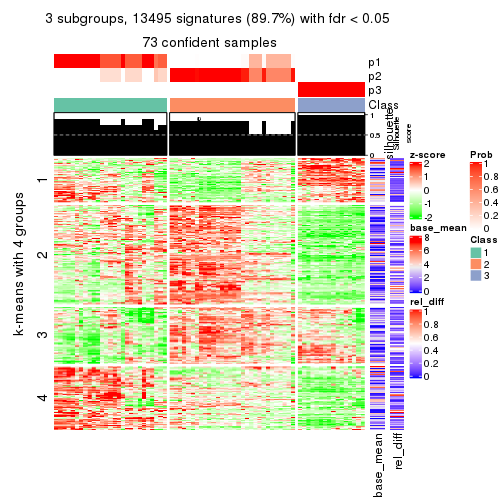 3 subgroups, 13495 signatures (89.7%) with fdr < 0.05
73 confident samples
p1
p2
p3
Class
silhouette
1
0.5
0
Silhouette
score
k-means with 4 groups
1
2
3
4
base_mean
rel_diff
z-score
2
1
0
-1
-2
base_mean
8
6
4
2
0
rel_diff
1
0.8
0.6
0.4
0.2
0
Prob
1
0.8
0.6
0.4
0.2
0
Class
1
2
3